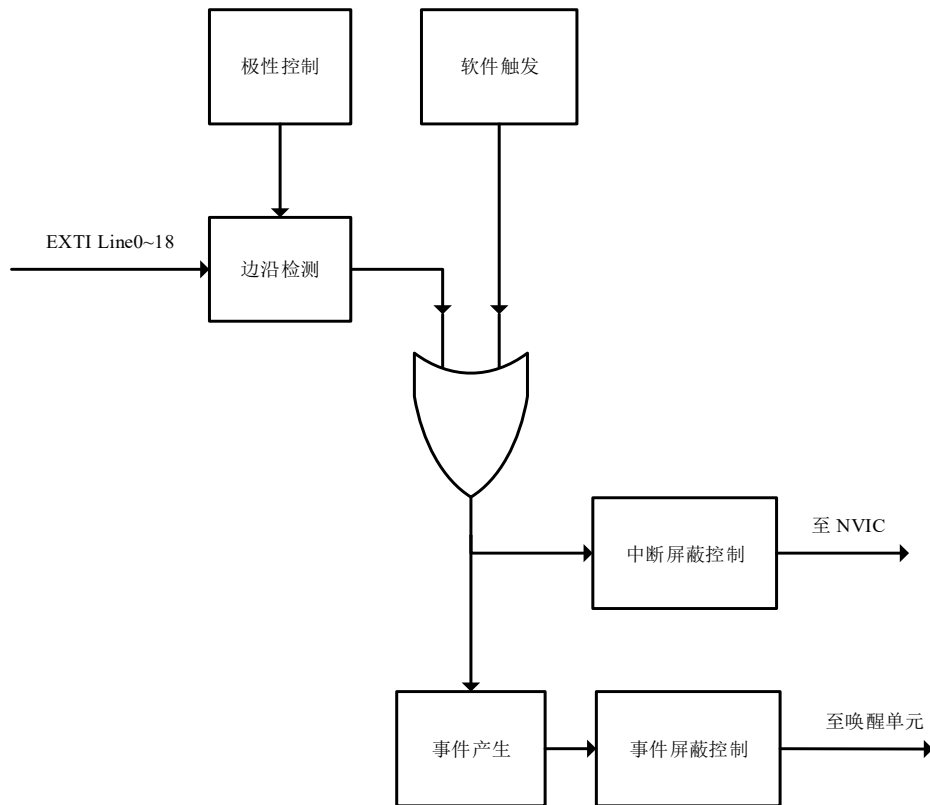 极性控制
软件触发
EXTI Line0~18
边沿检测
至 NVIC
中断屏蔽控制
至唤醒单元
事件产生
事件屏蔽控制